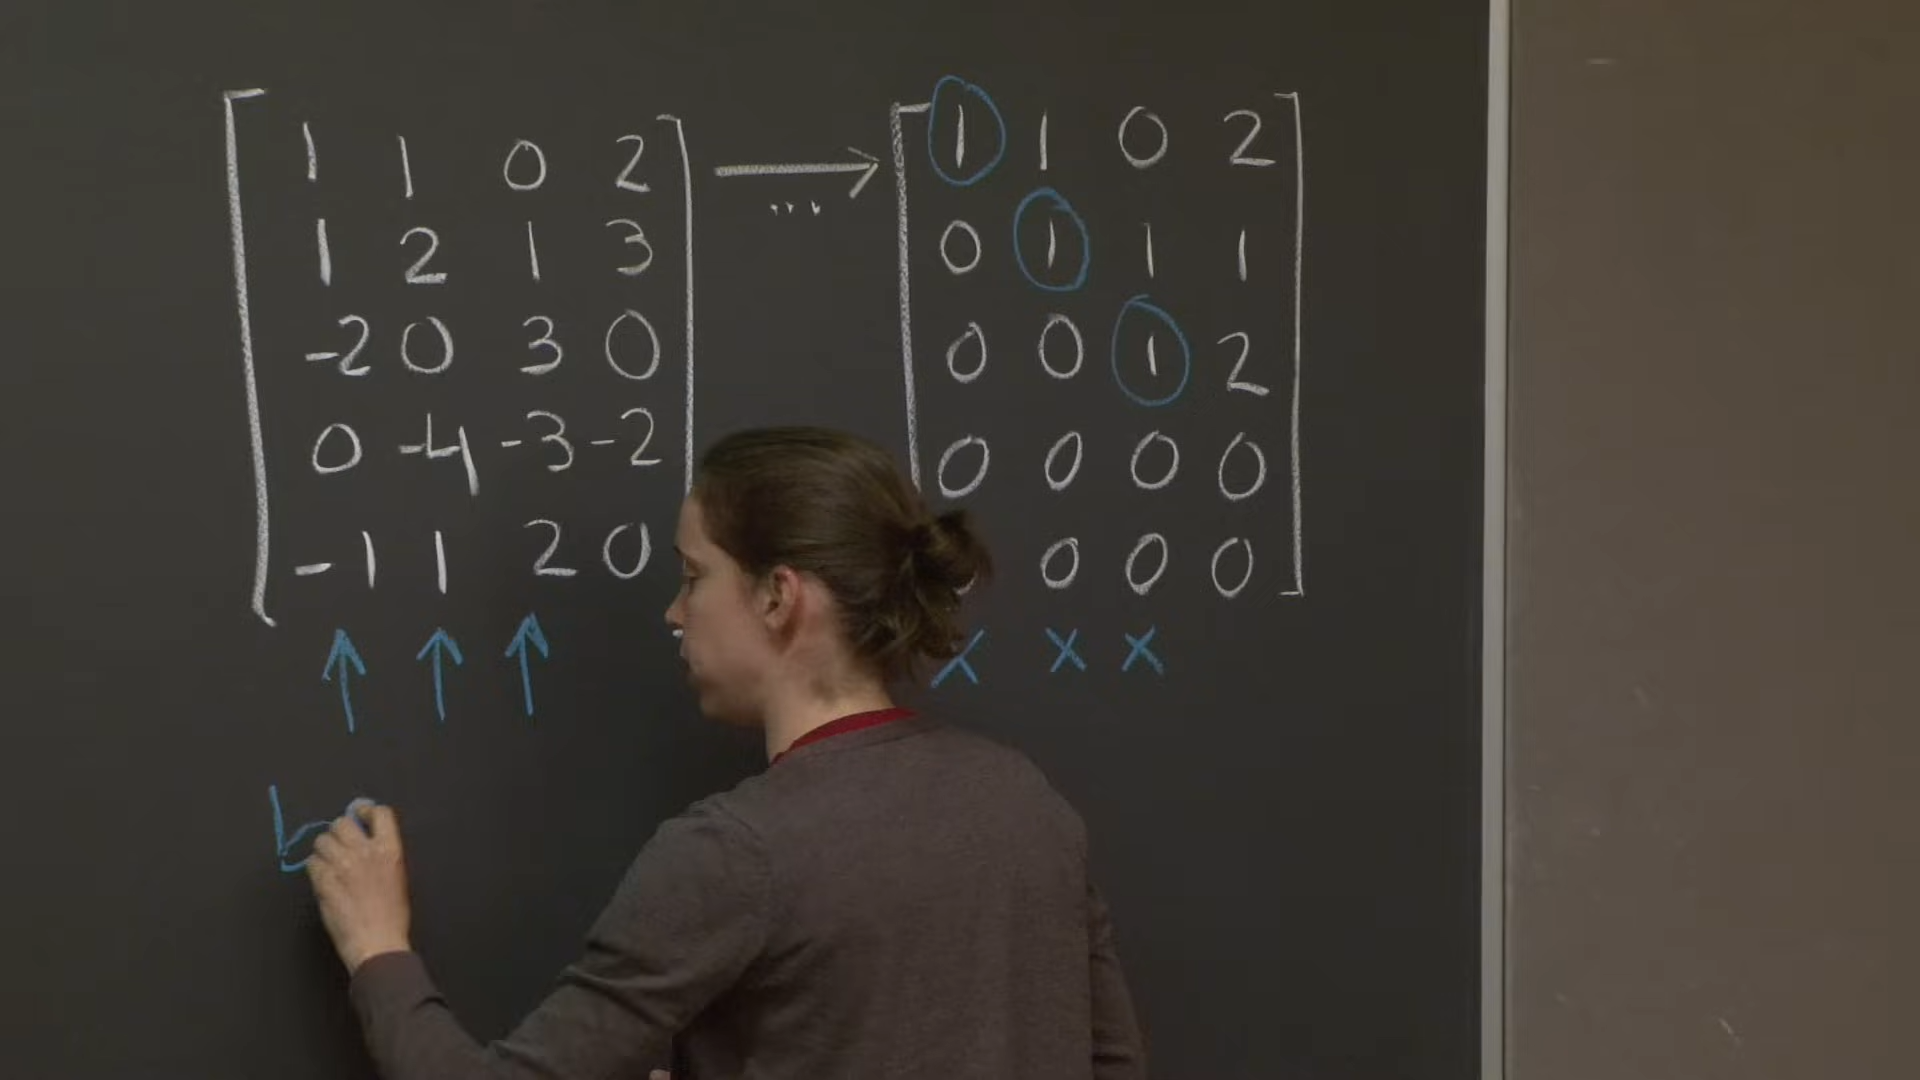 1 1 0 2 → 1 1 0 2
1 2 1 3 ... 0 1 1 1
-2 0 3 0 0 0 1 2
0 -4 -3 -2 0 0 0 0
-1 1 2 0 0 0 0
↑ ↑ ↑ x x x
b